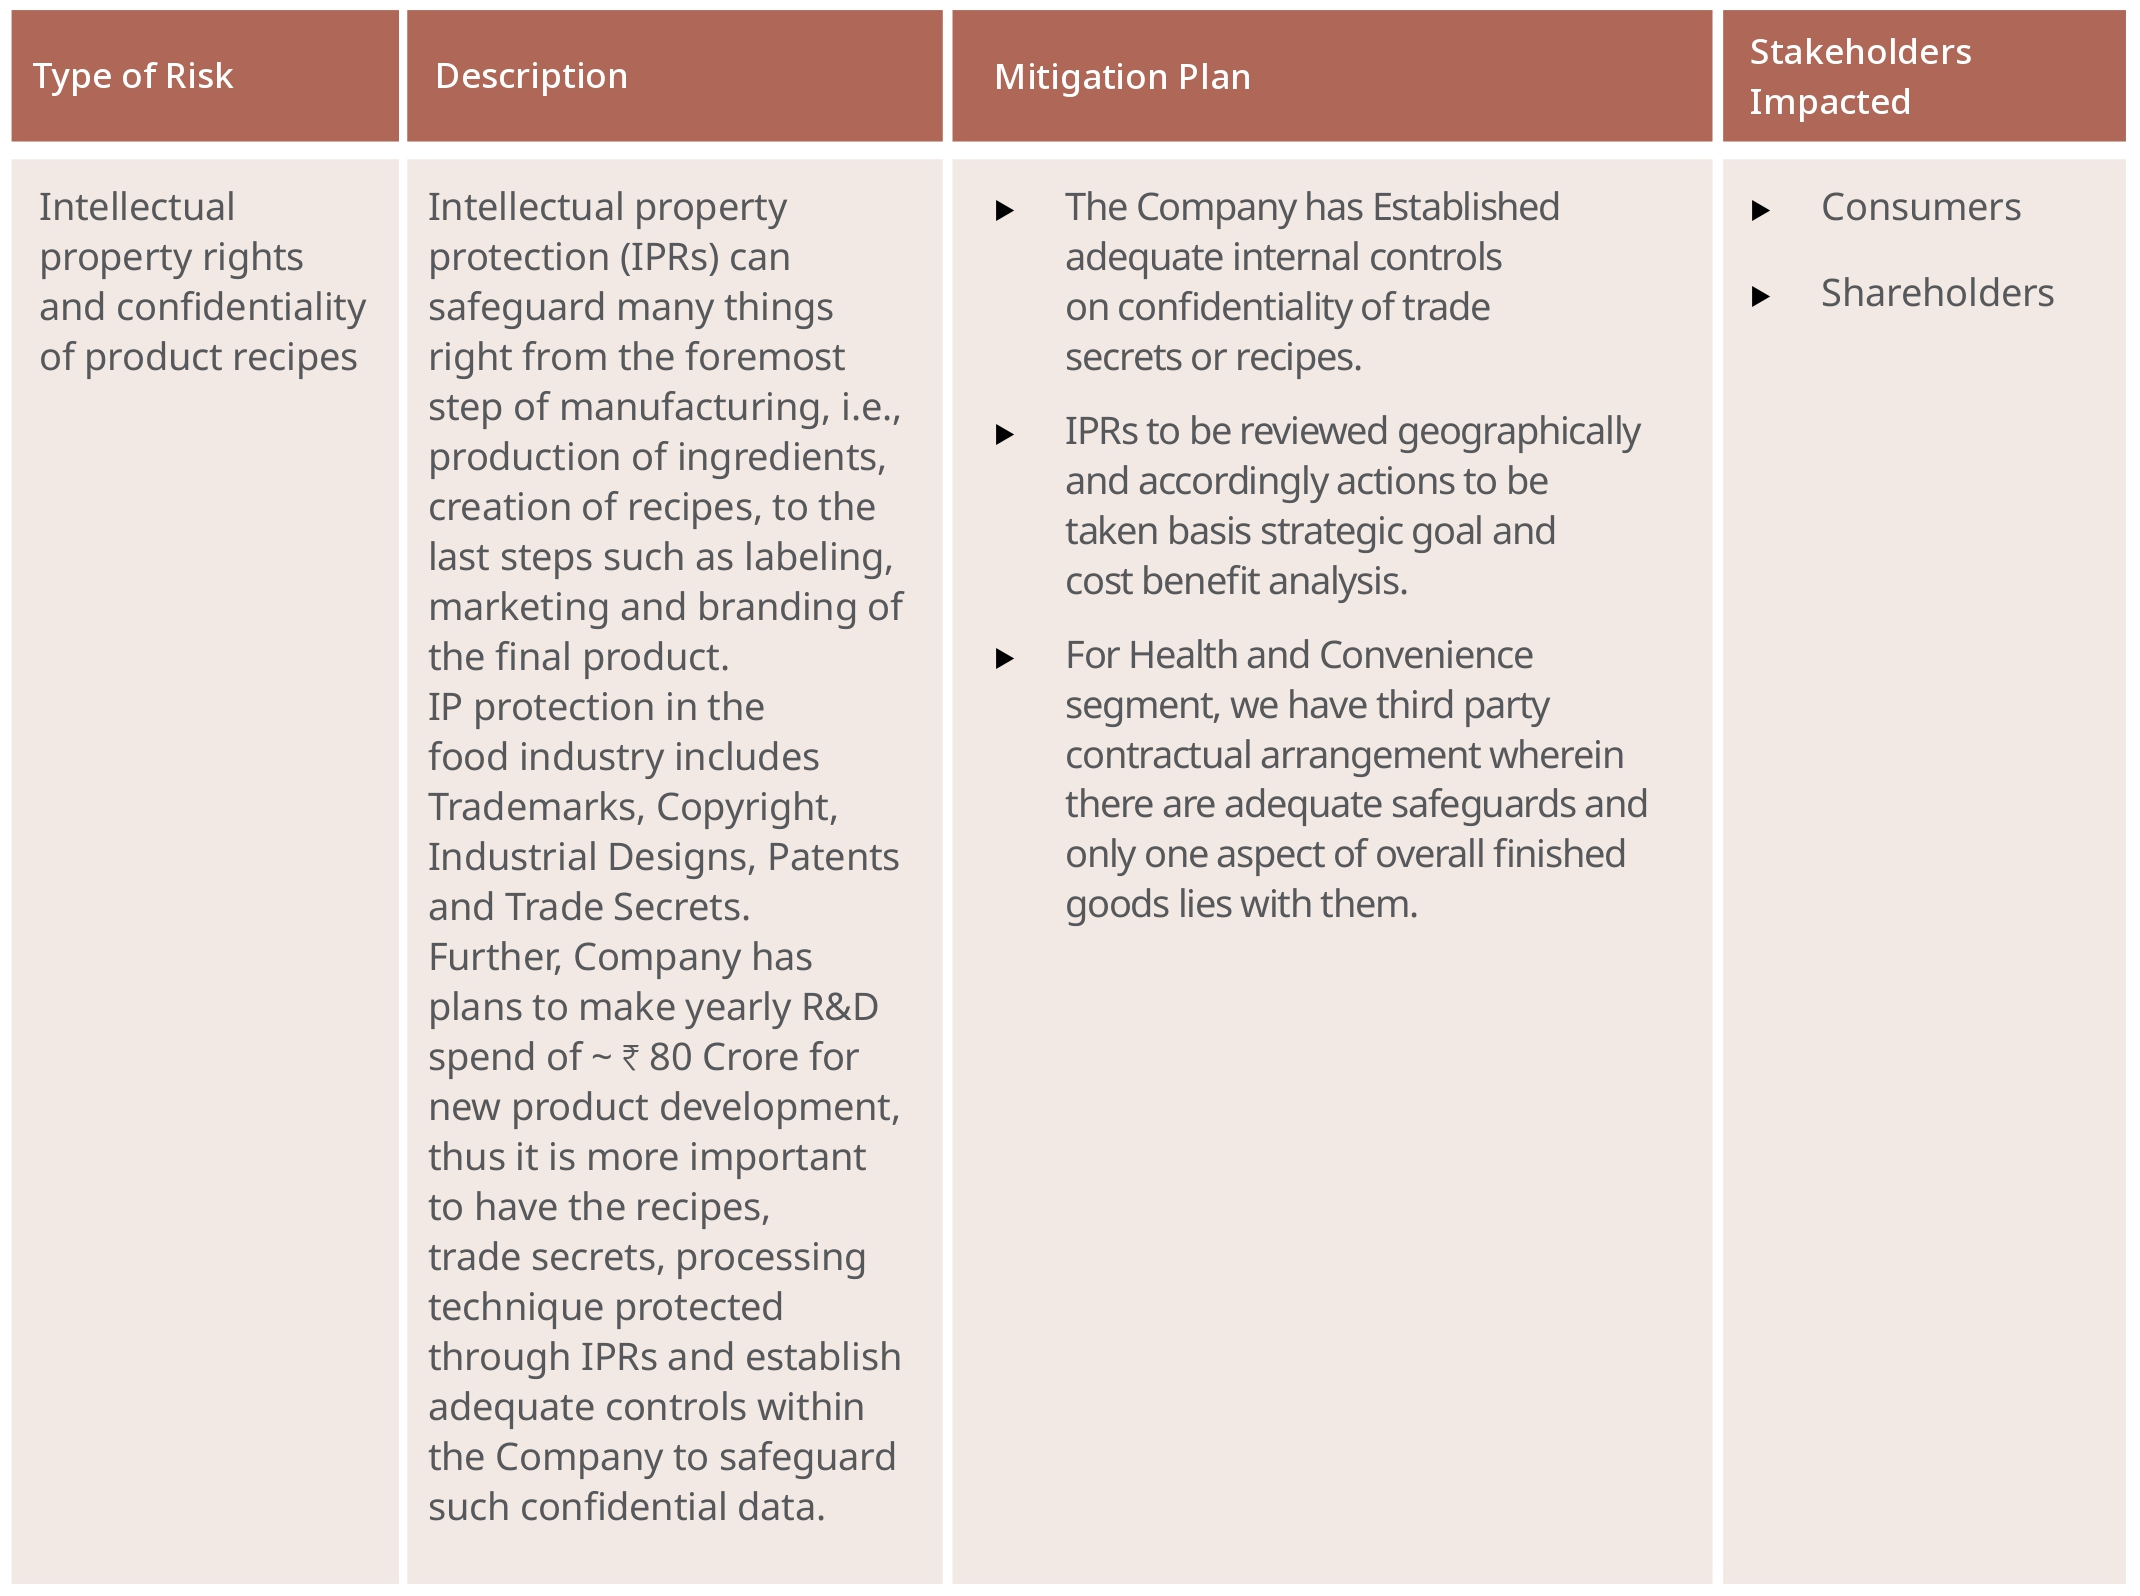 Type of Risk
Description
Mitigation Plan
Stakeholders
Impacted
Intellectual
property rights
and confidentiality
of product recipes
Intellectual property
protection (IPRs) can
safeguard many things
right from the foremost
step of manufacturing, i.e.,
production of ingredients,
creation of recipes, to the
last steps such as labeling,
marketing and branding of
the final product.
IP protection in the
food industry includes
Trademarks, Copyright,
Industrial Designs, Patents
and Trade Secrets.
Further, Company has
plans to make yearly R&D
spend of ~ ₹ 80 Crore for
new product development,
thus it is more important
to have the recipes,
trade secrets, processing
technique protected
through IPRs and establish
adequate controls within
the Company to safeguard
such confidential data.
The Company has Established
adequate internal controls
on confidentiality of trade
secrets or recipes.
IPRs to be reviewed geographically
and accordingly actions to be
taken basis strategic goal and
cost benefit analysis.
For Health and Convenience
segment, we have third party
contractual arrangement wherein
there are adequate safeguards and
only one aspect of overall finished
goods lies with them.
Consumers
Shareholders